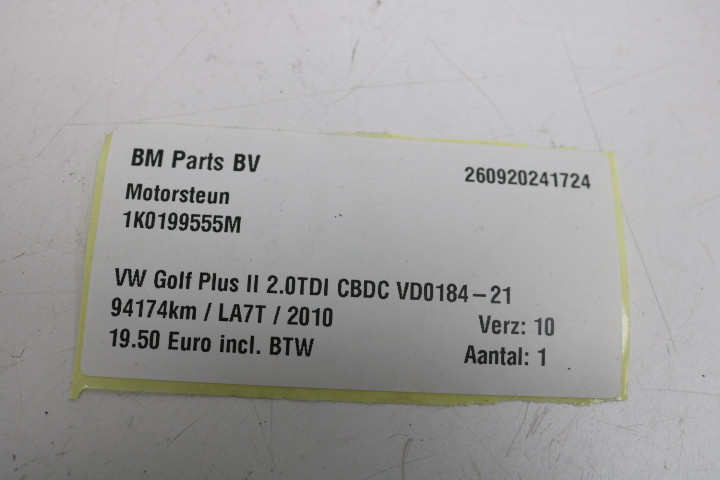 BM Parts BV
260920241724
Motorsteun
1K0199555M
VW Golf Plus II 2.0TDI CBDC VD0184-21
94174km / LA7T / 2010
Verz: 10
19.50 Euro incl. BTW
Aantal: 1